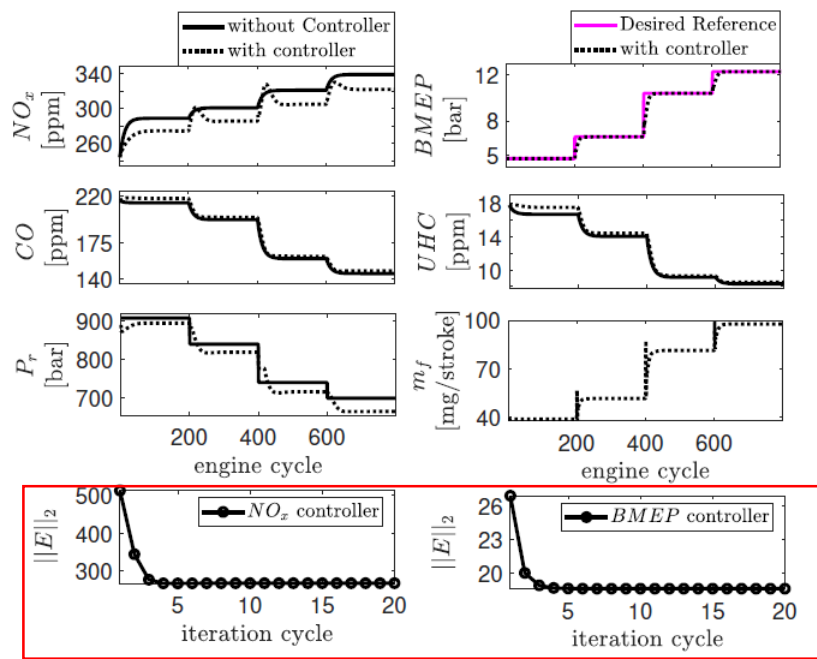 without Controller
with controller
Desired Reference
with controller
NOx
[ppm]
340
300
260
BMEP
[bar]
12
8
5
CO
[ppm]
220
175
140
UHC
[ppm]
18
14
10
Pr
[bar]
900
800
700
200 400 600
engine cycle
mf
[mg/stroke]
100
70
40
200 400 600
engine cycle
||E||2
500
400
300
NOx controller
5 10 15 20
iteration cycle
||E||2
26
23
20
BMEP controller
5 10 15 20
iteration cycle